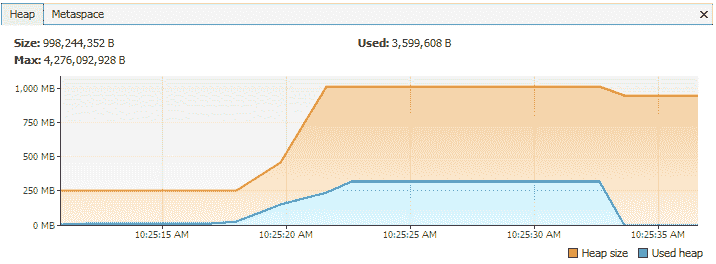 Heap Metaspace ×
Size: 998,244,352 B Used: 3,599,608 B
Max: 4,276,092,928 B
1,000 MB
750 MB
500 MB
250 MB
0 MB
10:25:15 AM 10:25:20 AM 10:25:25 AM 10:25:30 AM 10:25:35 AM
Heap size Used heap